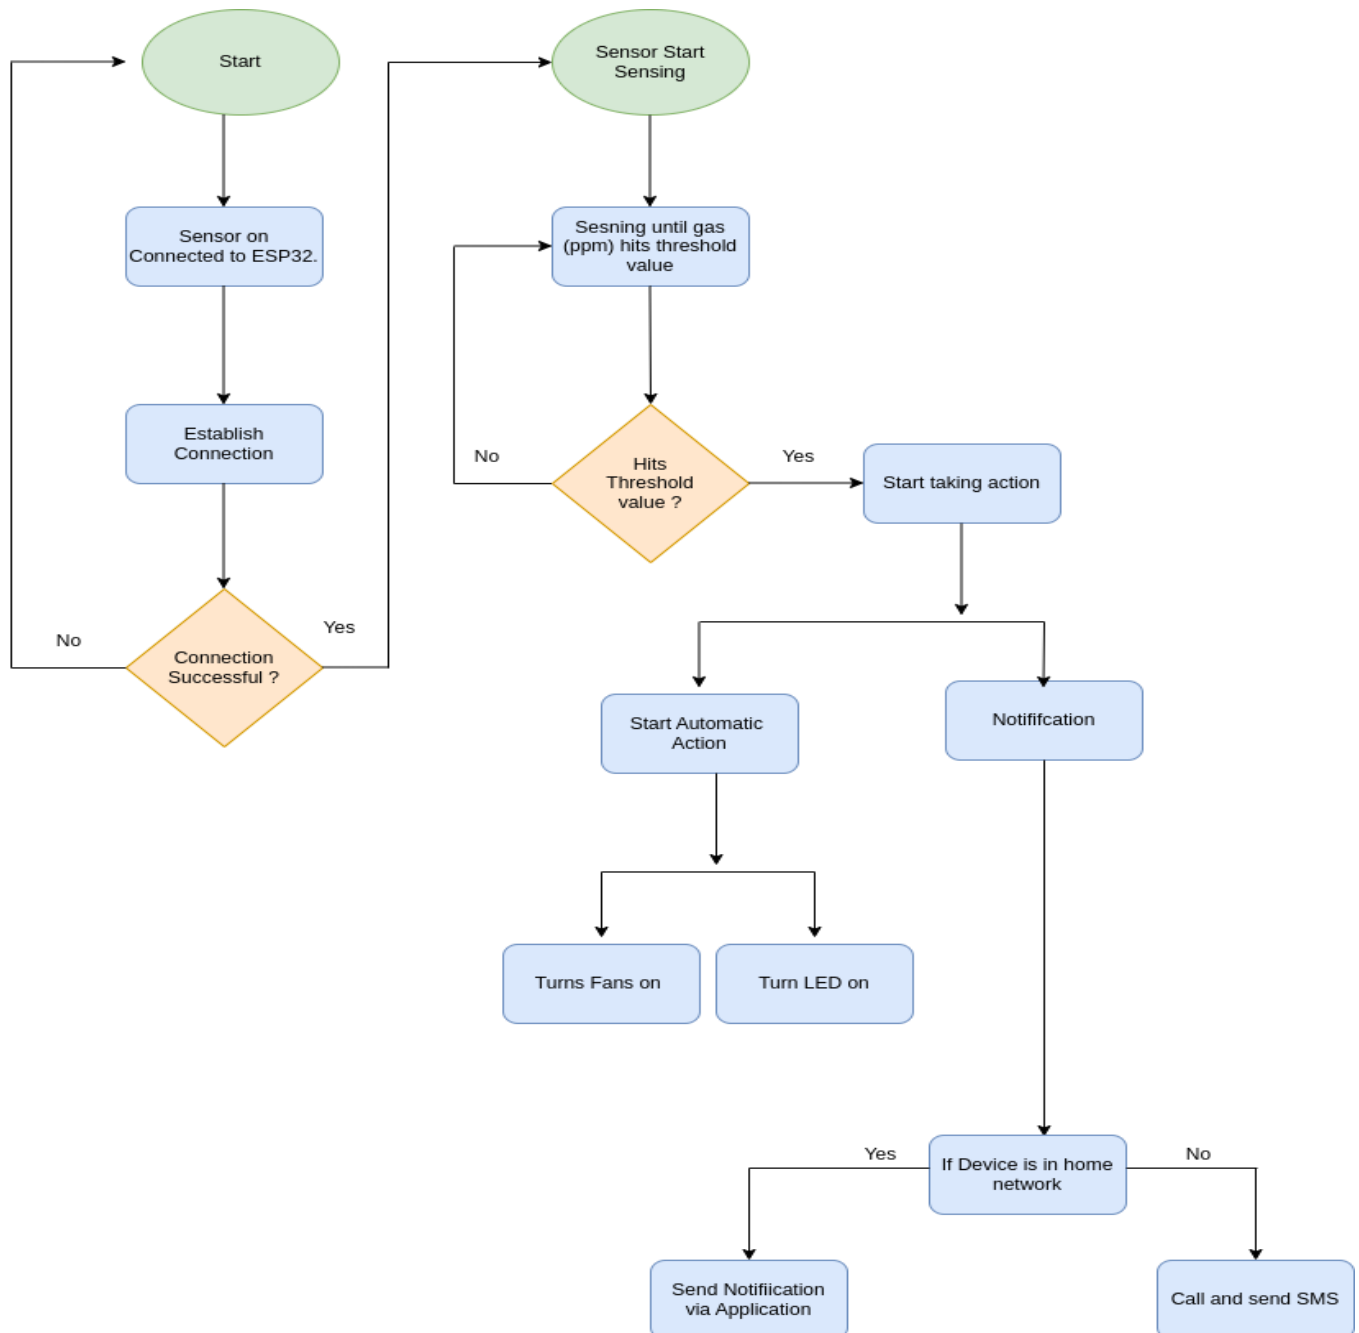 Start
Sensor on
Connected to ESP32.
Establish
Connection
No
Yes
Connection
Successful ?
Sensor Start
Sensing
Sesning until gas
(ppm) hits threshold
value
No
Hits
Threshold
value ?
Yes
Start taking action
Start Automatic
Action
Notififcation
Turns Fans on
Turn LED on
Yes
If Device is in home
network
No
Send Notifiication
via Application
Call and send SMS